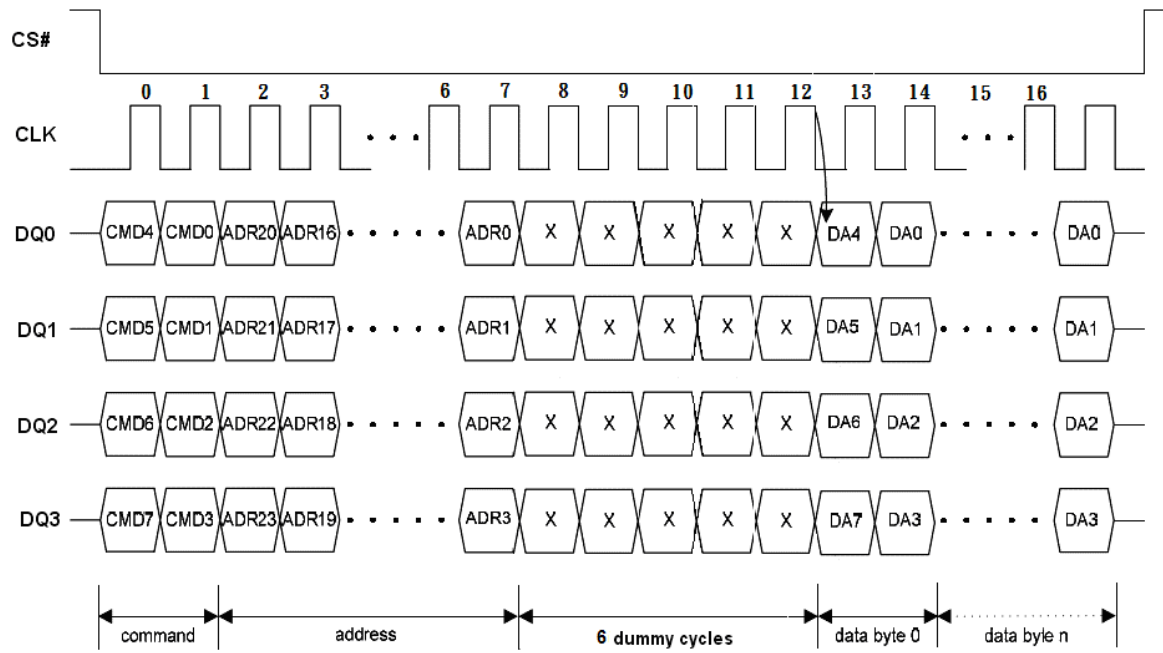 CS#
0 1 2 3 6 7 8 9 10 11 12 13 14 15 16
CLK
DQ0 CMD4 CMD0 ADR20 ADR16 ADR0 X X X X X DA4 DA0 DA0
DQ1 CMD5 CMD1 ADR21 ADR17 ADR1 X X X X X DA5 DA1 DA1
DQ2 CMD6 CMD2 ADR22 ADR18 ADR2 X X X X X DA6 DA2 DA2
DQ3 CMD7 CMD3 ADR23 ADR19 ADR3 X X X X X DA7 DA3 DA3
command address 6 dummy cycles data byte 0 data byle n